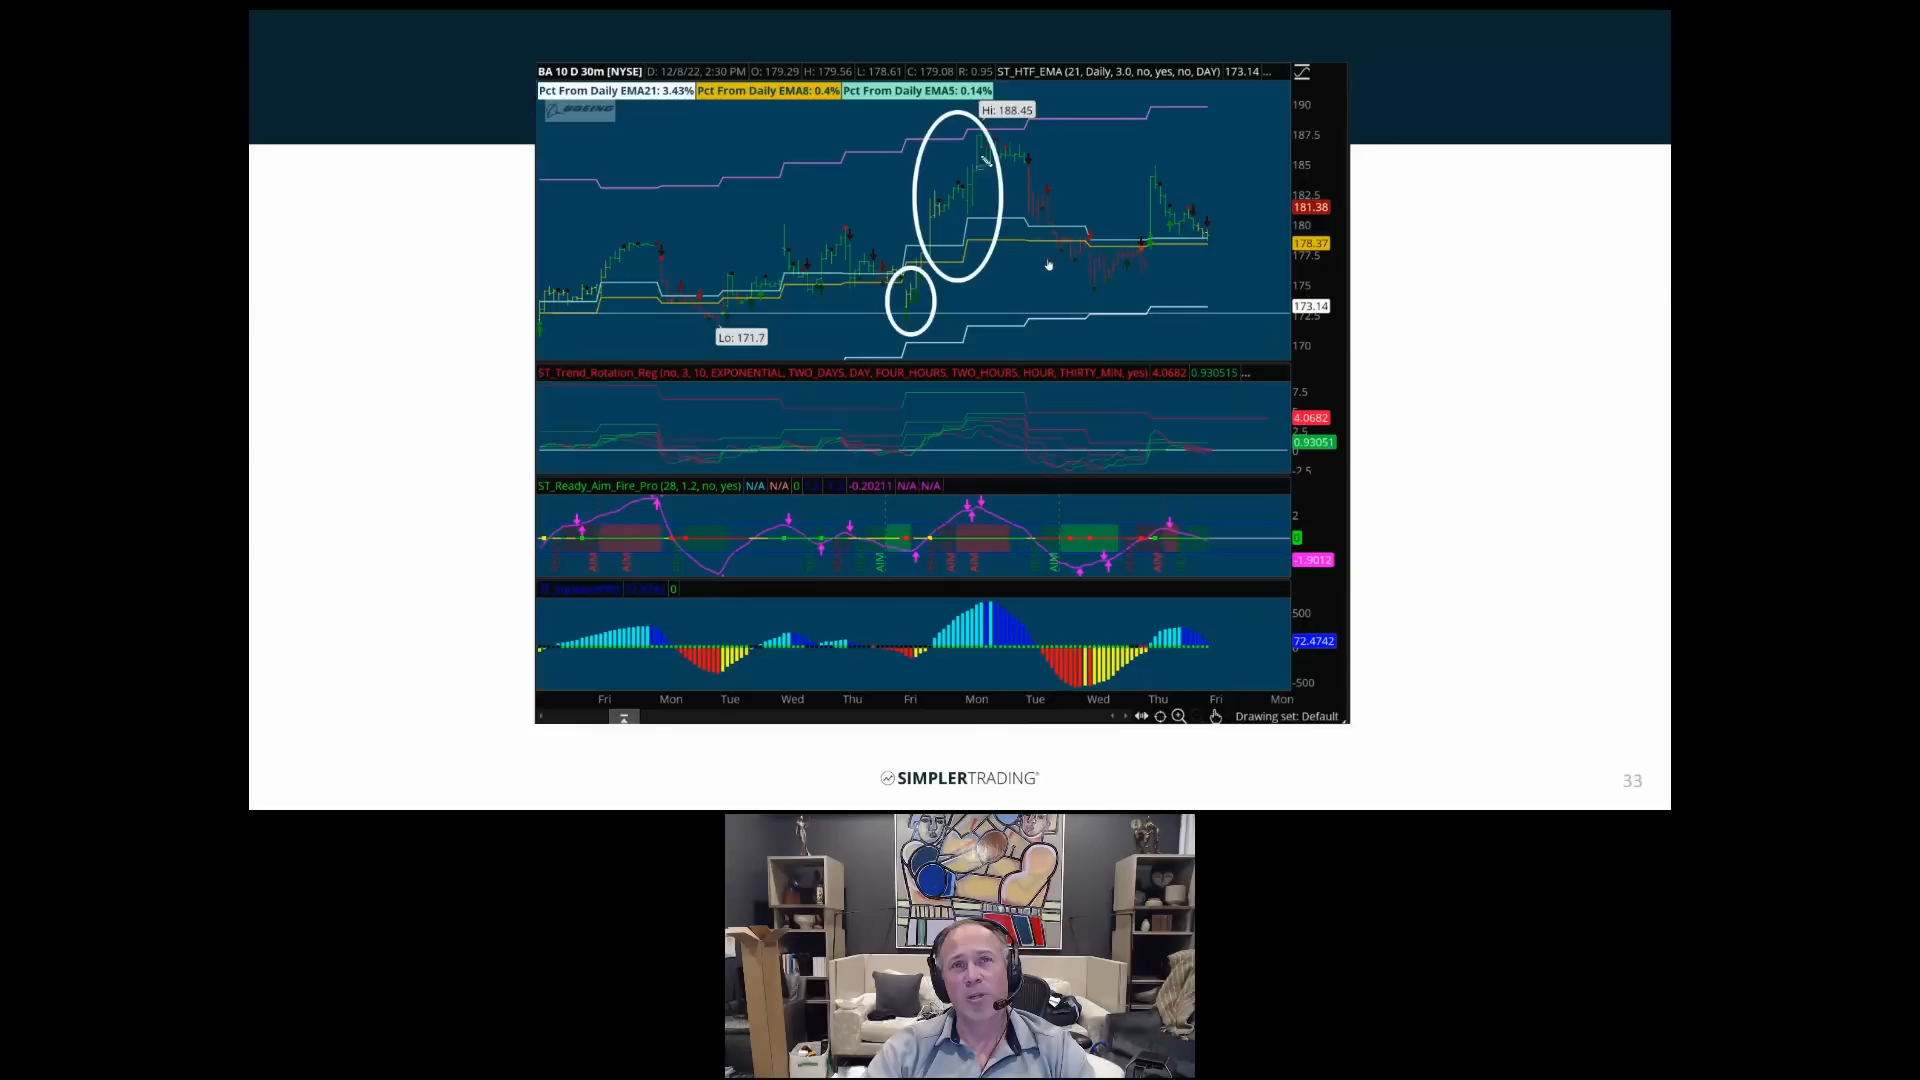 BA 10 D 30m [NYSE] D: 12/8/22, 2:30 PM O: 179.29 H: 179.56 L: 178.61 C: 179.08 R: 0.95 ST_HTF_EMA (21, Daily, 3.0, no, yes, no, DAY) 173.14 ...
Pct From Daily EMA21: 3.43% Pct From Daily EMA8: 0.4% Pct From Daily EMA5: 0.14%
BOEING
Hi: 188.45
190
187.5
185
182.5
181.38
180
178.37
177.5
175
173.14
172.5
170
Lo: 171.7
ST_Trend_Rotation_Reg (no, 3, 10, EXPONENTIAL, TWO_DAYS, DAY, FOUR_HOURS, TWO_HOURS, HOUR, THIRTY_MIN, yes) 4.0682 0.930515 ...
7.5
4.0682
2.5
0.93051
0
-2.5
ST_Ready_Aim_Fire_Pro (28, 1.2, no, yes) N/A N/A 0 -0.20211 N/A N/A
2
0
-1.9012
AIM AIM AIM AIM AIM AIM AIM
0
500
72.4742
0
-500
Fri Mon Tue Wed Thu Fri Mon Tue Wed Thu Fri Mon
Drawing set: Default
SIMPLERTRADING®
33